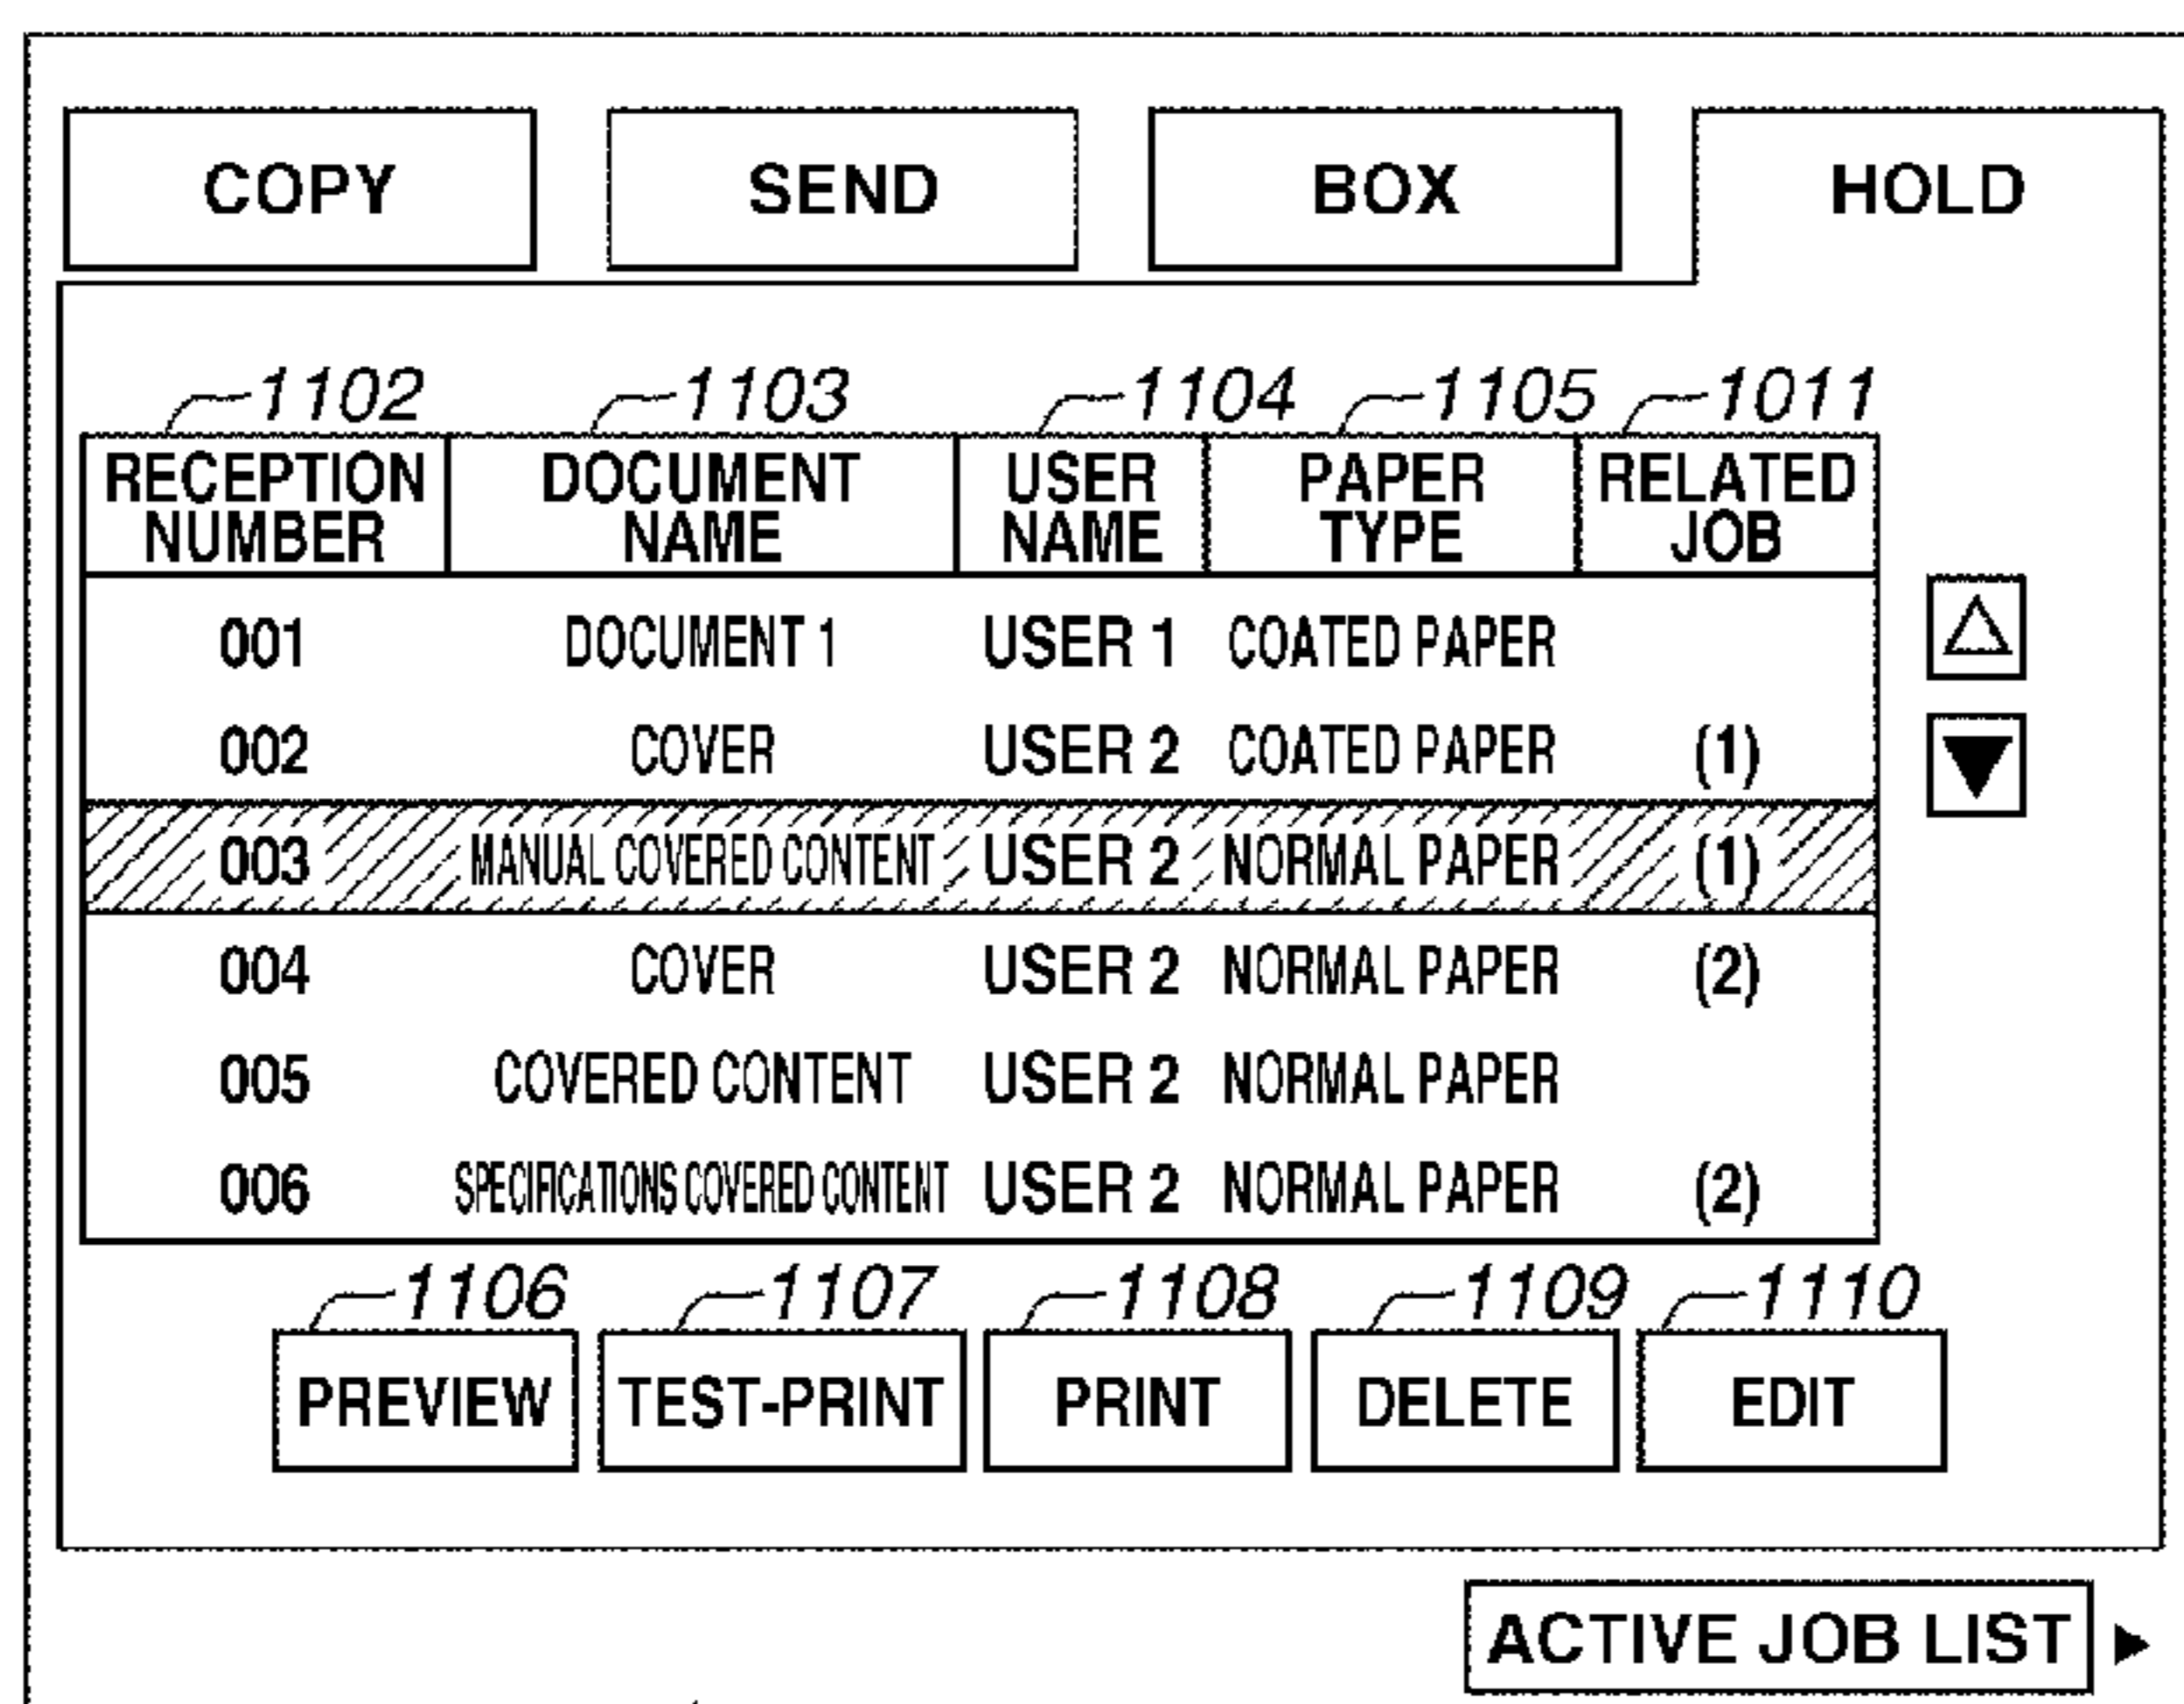 COPY SEND BOX HOLD
1102 1103 1104 1105 1011
RECEPTION NUMBER DOCUMENT NAME USER NAME PAPER TYPE RELATED JOB
001 DOCUMENT 1 USER 1 COATED PAPER
002 COVER USER 2 COATED PAPER (1)
003 MANUAL COVERED CONTENT USER 2 NORMAL PAPER (1)
004 COVER USER 2 NORMAL PAPER (2)
005 COVERED CONTENT USER 2 NORMAL PAPER
006 SPECIFICATIONS COVERED CONTENT USER 2 NORMAL PAPER (2)
1106 1107 1108 1109 1110
PREVIEW TEST-PRINT PRINT DELETE EDIT
ACTIVE JOB LIST